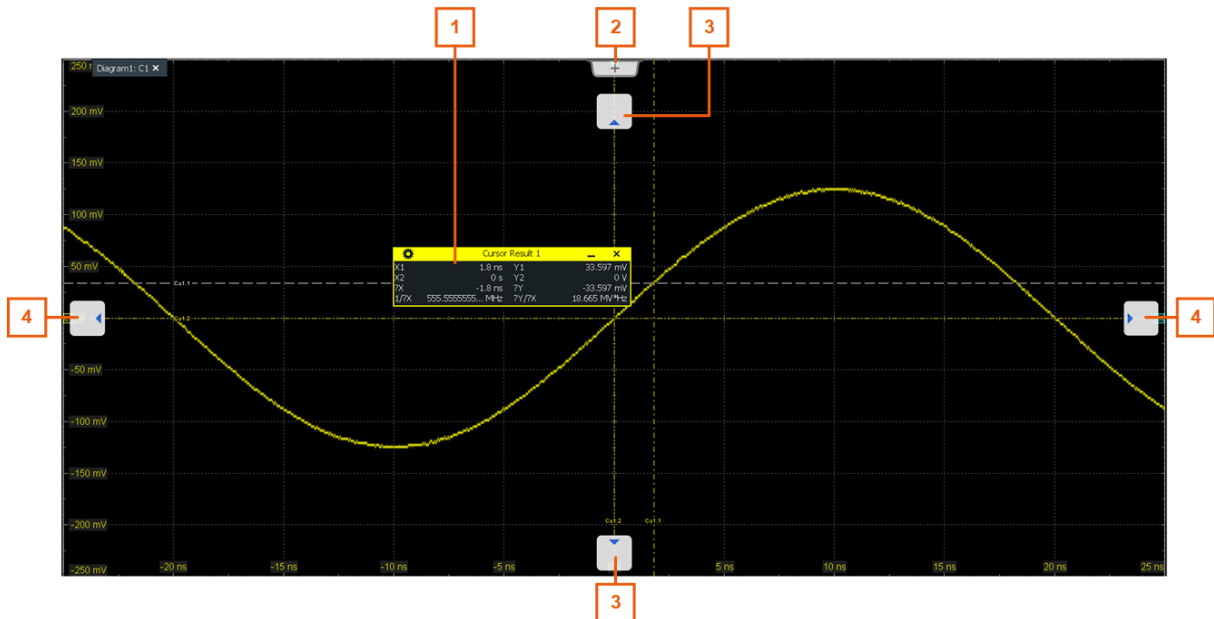 1
2
3
250 m
Diagram1: C1 ×
+
200 mV
150 mV
100 mV
50 mV
Cursor Result 1
X1 1.8 ns Y1 33.597 mV
X2 0 s Y2 0 V
?X -1.8 ns ?Y -33.597 mV
1/?X 555.5555555... MHz ?Y/?X 18.665 MV*Hz
Cu1.1
4
Cu1.2
4
-50 mV
-100 mV
-150 mV
-200 mV
Cu1.2
Cu1.1
-250 mV
-20 ns
-15 ns
-10 ns
-5 ns
5 ns
10 ns
15 ns
20 ns
25 ns
3